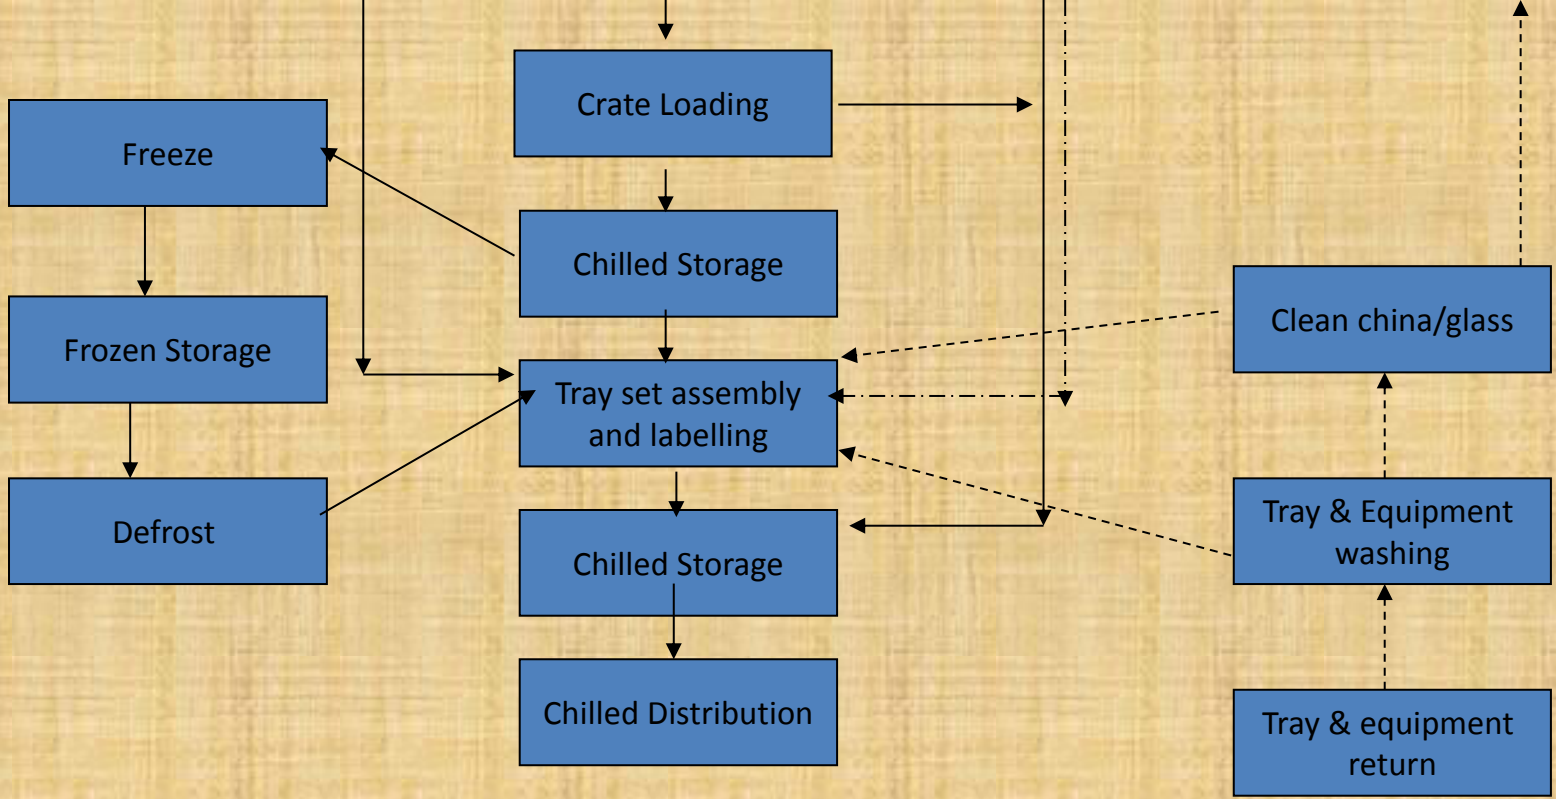 Crate Loading
Freeze
Chilled Storage
Clean china/glass
Frozen Storage
Tray set assembly
and labelling
Tray & Equipment
washing
Defrost
Chilled Storage
Chilled Distribution
Tray & equipment
return